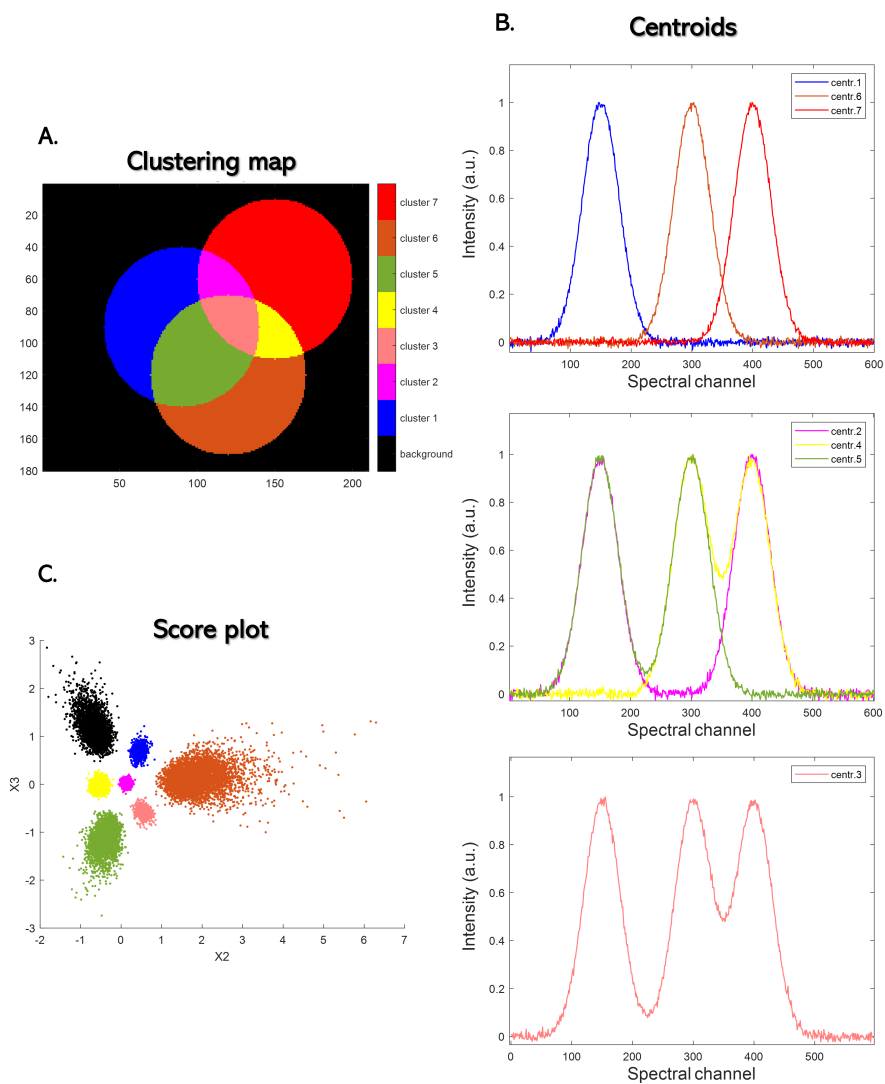 A.
Clustering map
20
40
60
80
100
120
140
160
180
50
100
150
200
cluster 7
cluster 6
cluster 5
cluster 4
cluster 3
cluster 2
cluster 1
background
B.
Centroids
Intensity (a.u.)
1
0.8
0.6
0.4
0.2
0
100
200
300
400
500
600
Spectral channel
centr.1
centr.6
centr.7
Intensity (a.u.)
1
0.8
0.6
0.4
0.2
0
100
200
300
400
500
600
Spectral channel
centr.2
centr.4
centr.5
Intensity (a.u.)
1
0.8
0.6
0.4
0.2
0
0
100
200
300
400
500
Spectral channel
centr.3
C.
Score plot
X3
3
2
1
0
-1
-2
-3
-2
-1
0
1
2
3
4
5
6
7
X2